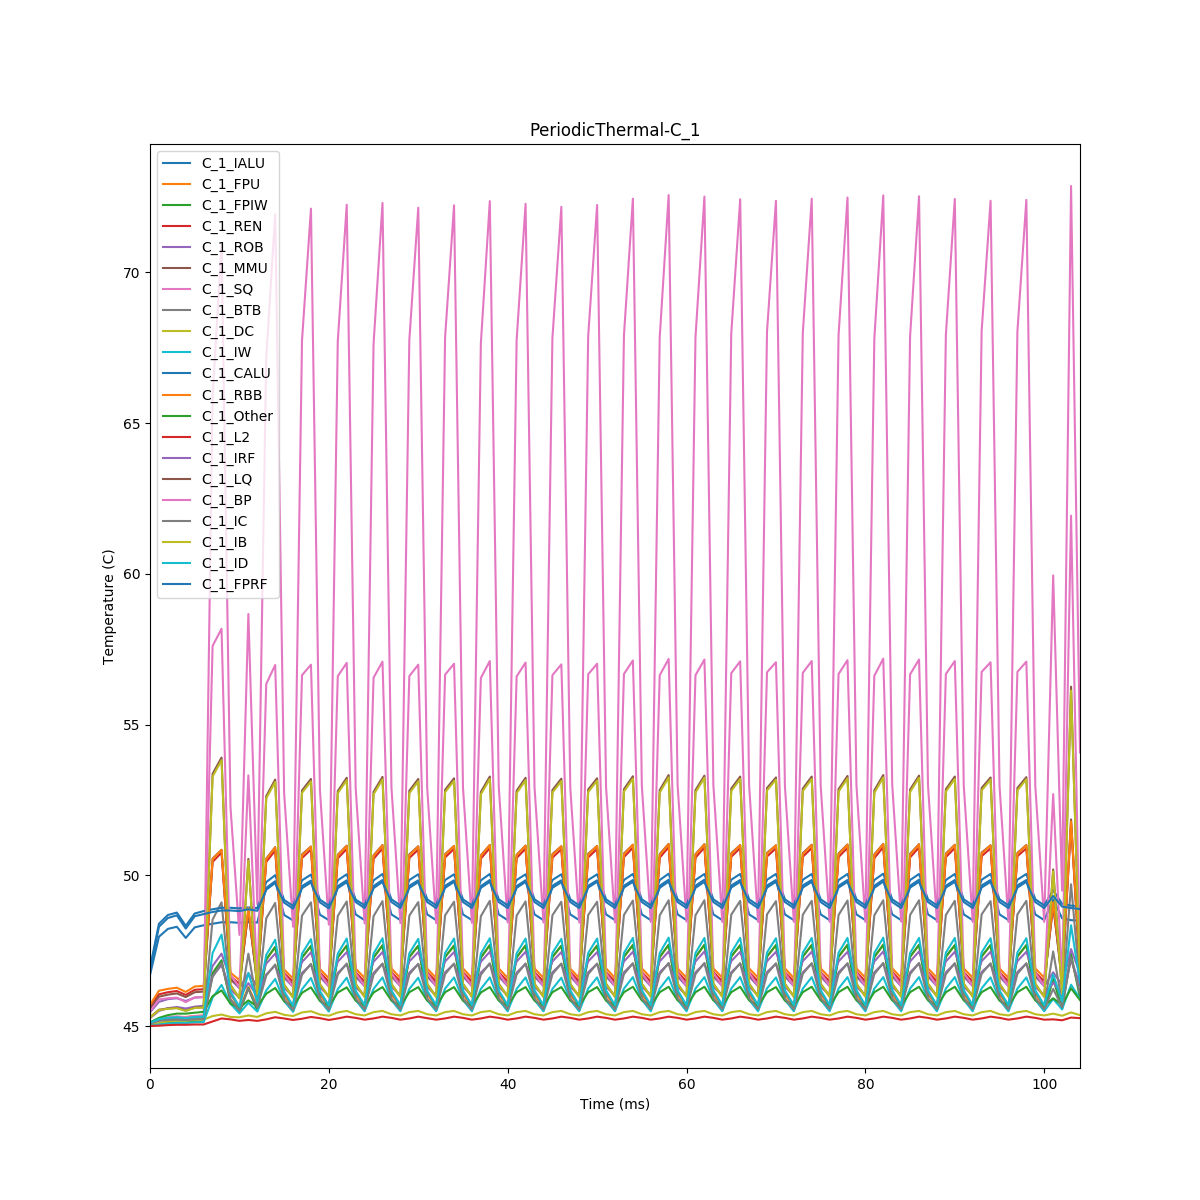 PeriodicThermal-C_1
C_1_IALU
C_1_FPU
C_1_FPIW
C_1_REN
C_1_ROB
C_1_MMU
C_1_SQ
C_1_BTB
C_1_DC
C_1_IW
C_1_CALU
C_1_RBB
C_1_Other
C_1_L2
C_1_IRF
C_1_LQ
C_1_BP
C_1_IC
C_1_IB
C_1_ID
C_1_FPRF
70
65
60
55
50
45
Temperature (C)
0 20 40 60 80 100
Time (ms)